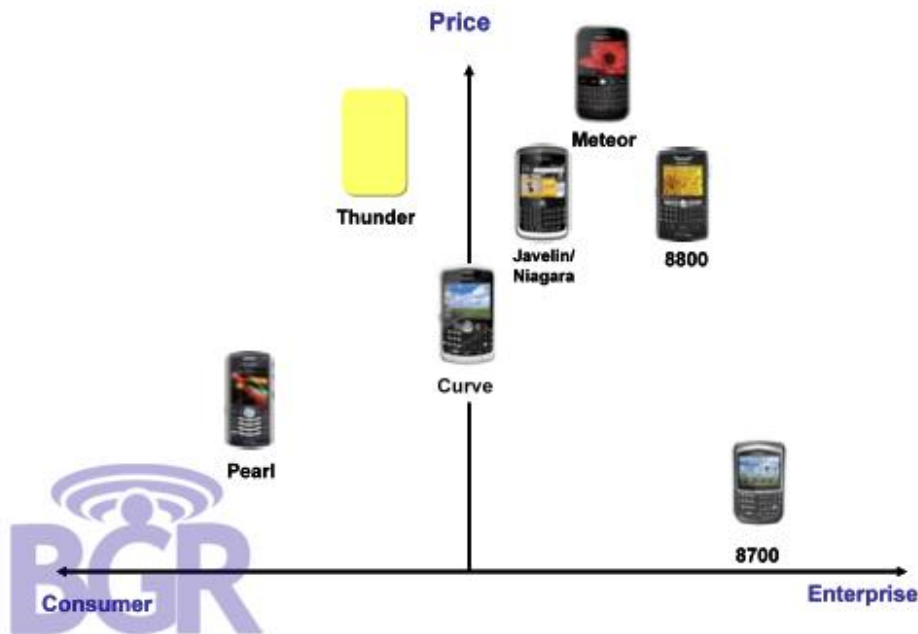 Price
Meteor
Thunder
Javelin/
Niagara
8800
Curve
Pearl
8700
BGR
Consumer
Enterprise